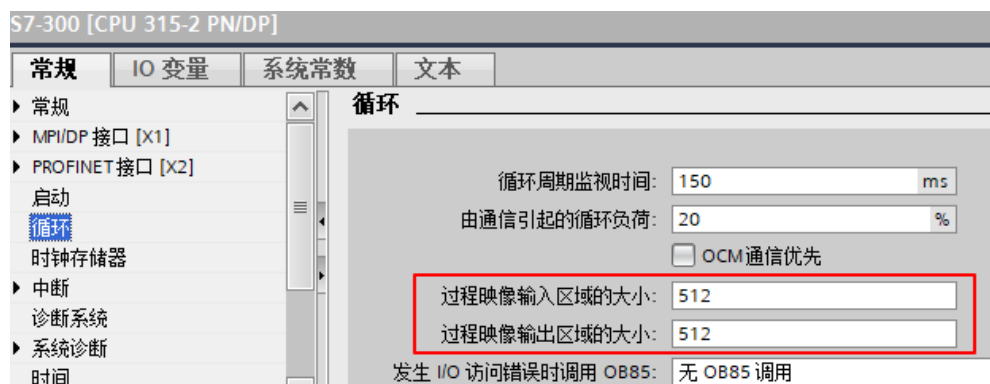 S7-300 [CPU 315-2 PN/DP]
常规 IO 变量 系统常数 文本
常规
MPI/DP 接口 [X1]
PROFINET接口 [X2]
启动
循环
时钟存储器
中断
诊断系统
系统诊断
时间
循环
循环周期监视时间: 150 ms
由通信引起的循环负荷: 20 %
OCM通信优先
过程映像输入区域的大小: 512
过程映像输出区域的大小: 512
发生 I/O 访问错误时调用 OB85: 无 OB85 调用